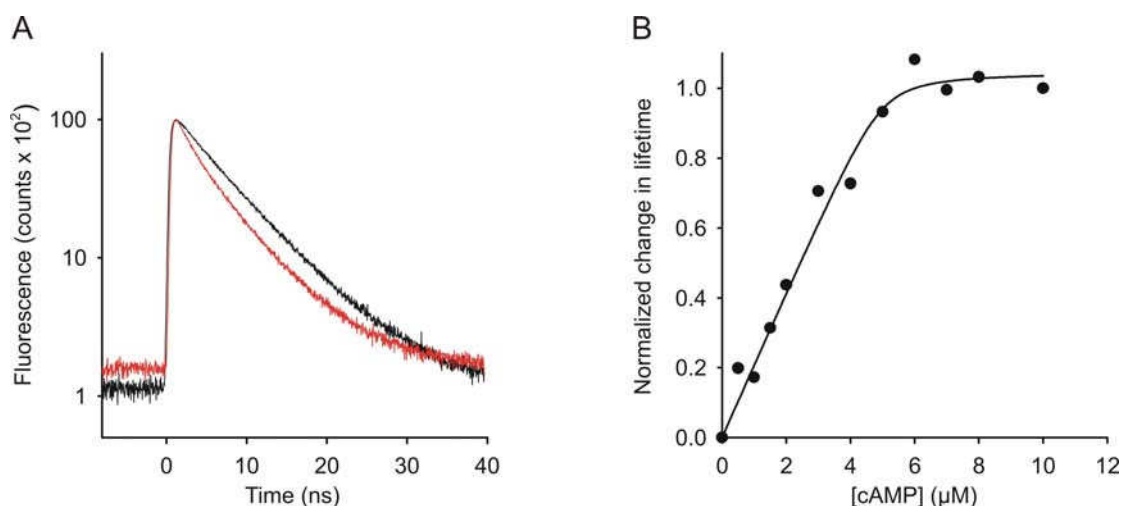 A
Fluorescence (counts x 10²)
100
10
1
0 10 20 30 40
Time (ns)
B
Normalized change in lifetime
1.0
0.8
0.6
0.4
0.2
0.0
0 2 4 6 8 10 12
[cAMP] (µM)